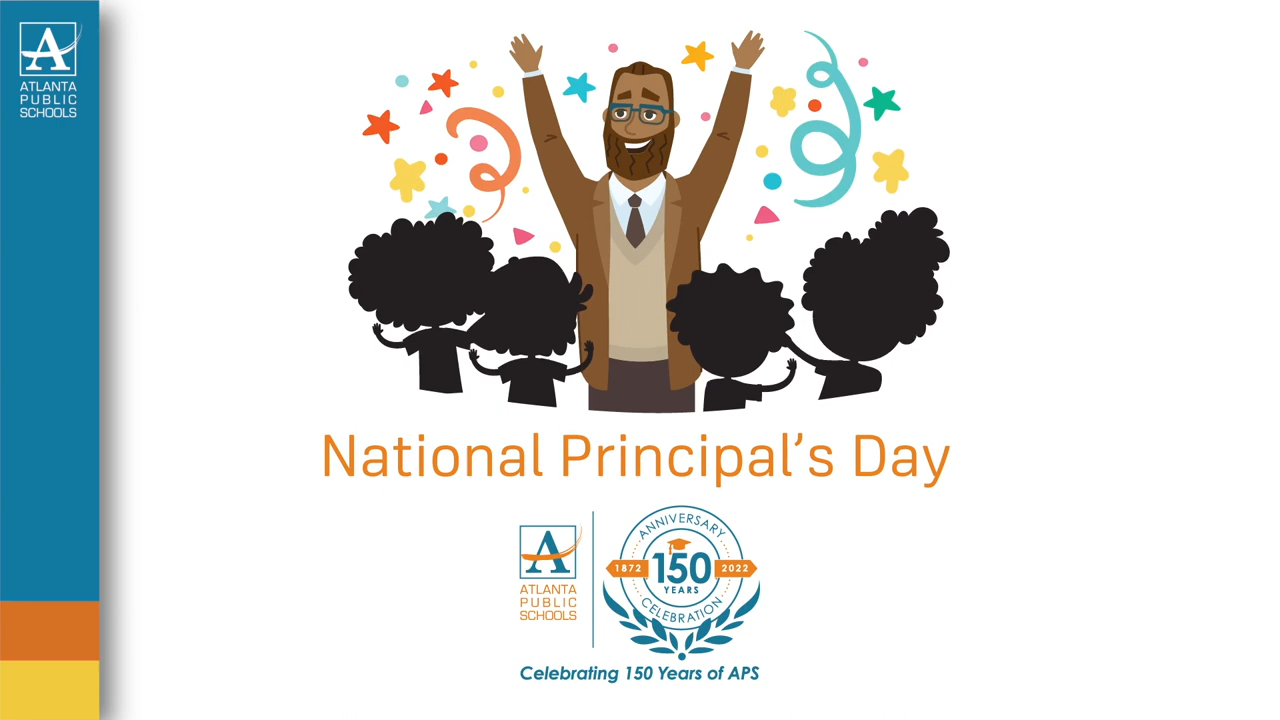 ATLANTA
PUBLIC
SCHOOLS
National Principal's Day
ATLANTA
PUBLIC
SCHOOLS
ANNIVERSARY
1872 150 2022
YEARS
CELEBRATION
Celebrating 150 Years of APS